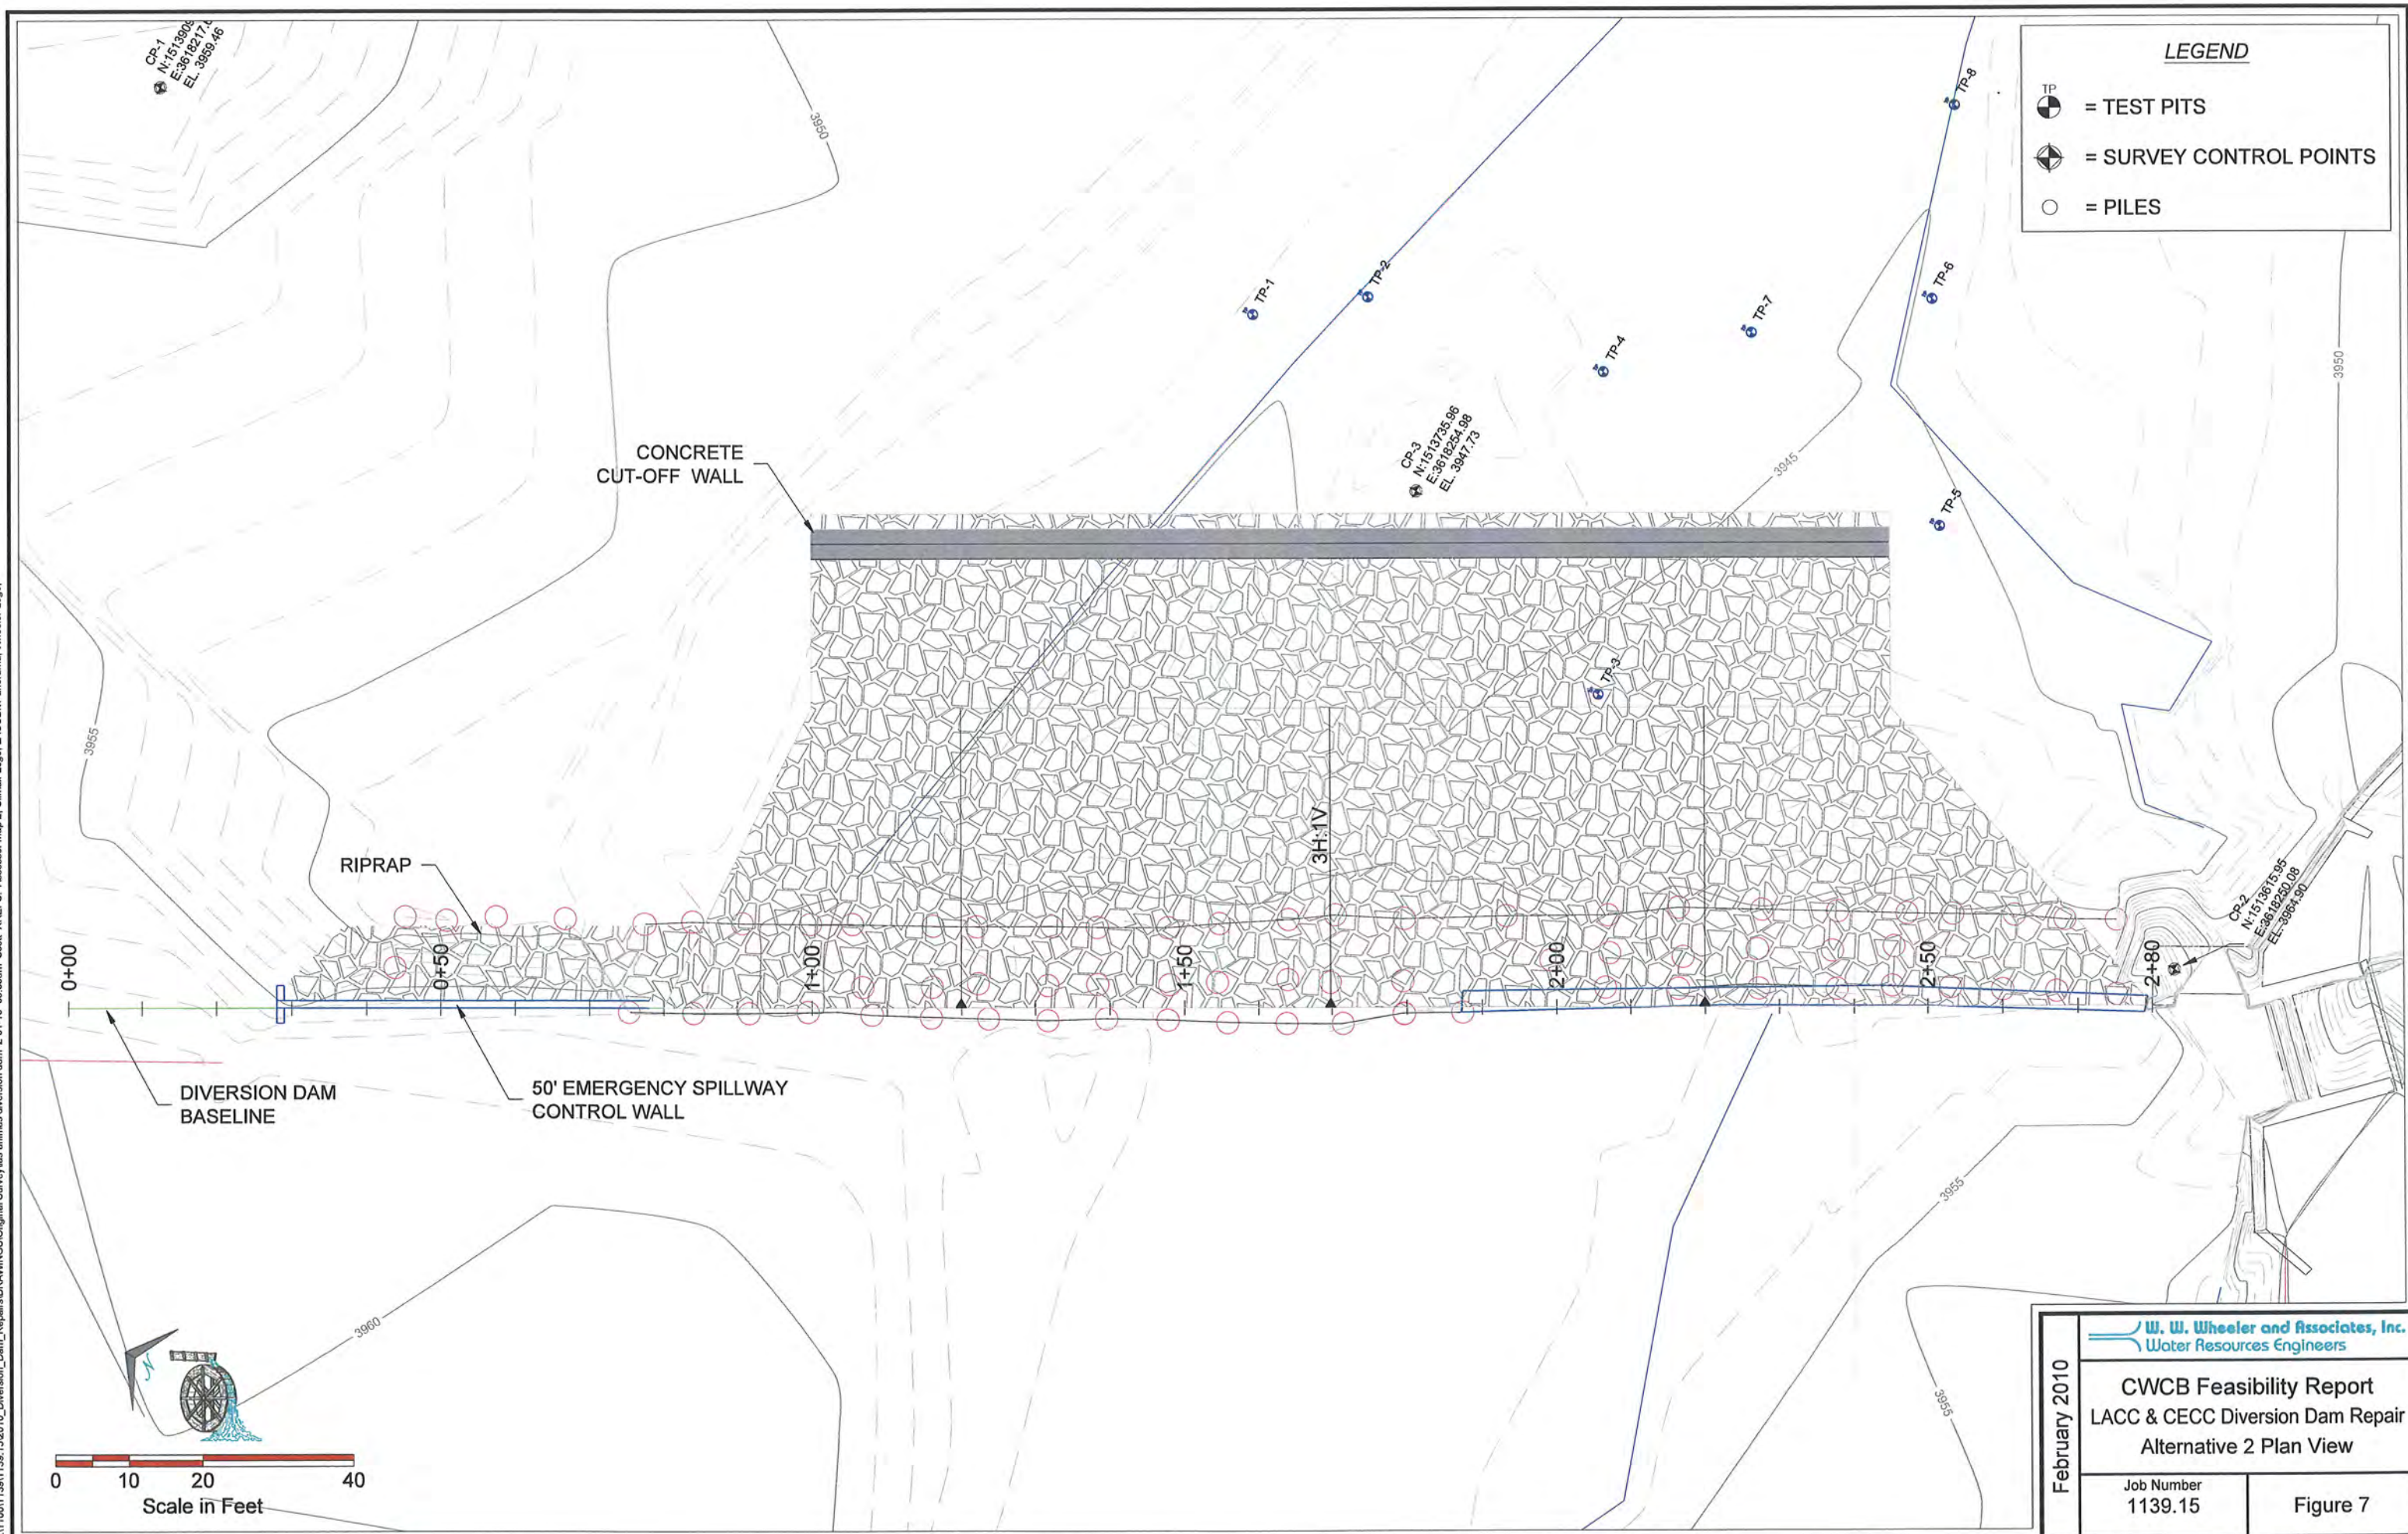 CP-1
E:3618217.
EL. 3959.46
LEGEND
TP
= TEST PITS
= SURVEY CONTROL POINTS
= PILES
3950
TP-8
TP-1
TP-2
TP-4
TP-7
TP-6
3950
CONCRETE
CUT-OFF WALL
CP-3
N:1513735.96
E:3618254.98
EL. 3947.73
3945
TP-5
TP-3
3955
3H:1V
RIPRAP
CP-2
N:1513615.95
E:3618250.08
EL. 3964.90
0+00
0+50
1+00
1+50
2+00
2+50
2+80
DIVERSION DAM
BASELINE
50' EMERGENCY SPILLWAY
CONTROL WALL
3955
3960
3955
N
0 10 20 40
Scale in Feet
February 2010
W. W. Wheeler and Associates, Inc.
Water Resources Engineers
CWCB Feasibility Report
LACC & CECC Diversion Dam Repair
Alternative 2 Plan View
Job Number
1139.15
Figure 7